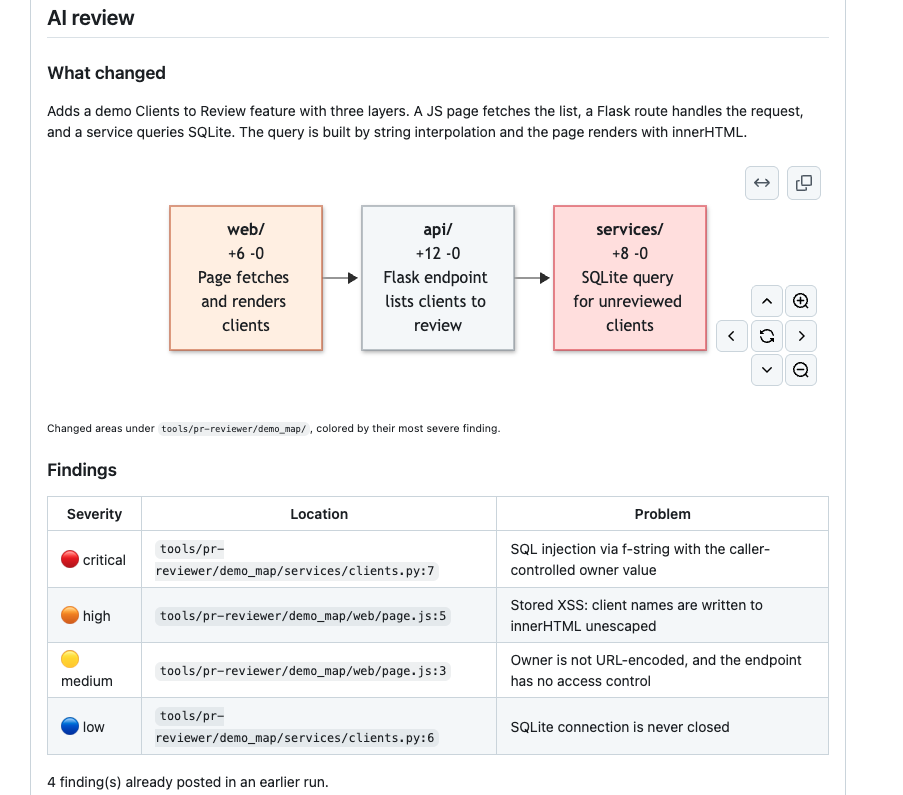 AI review
What changed
Adds a demo Clients to Review feature with three layers. A JS page fetches the list, a Flask route handles the request,
and a service queries SQLite. The query is built by string interpolation and the page renders with innerHTML.
web/
+6 -0
Page fetches
and renders
clients
api/
+12 -0
Flask endpoint
lists clients to
review
services/
+8 -0
SQLite query
for unreviewed
clients
Changed areas under tools/pr-reviewer/demo_map/, colored by their most severe finding.
Findings
Severity Location Problem
critical
tools/pr-
reviewer/demo_map/services/clients.py:7
SQL injection via f-string with the caller-
controlled owner value
high
tools/pr-reviewer/demo_map/web/page.js:5
Stored XSS: client names are written to
innerHTML unescaped
medium
tools/pr-reviewer/demo_map/web/page.js:3
Owner is not URL-encoded, and the endpoint
has no access control
low
tools/pr-
reviewer/demo_map/services/clients.py:6
SQLite connection is never closed
4 finding(s) already posted in an earlier run.